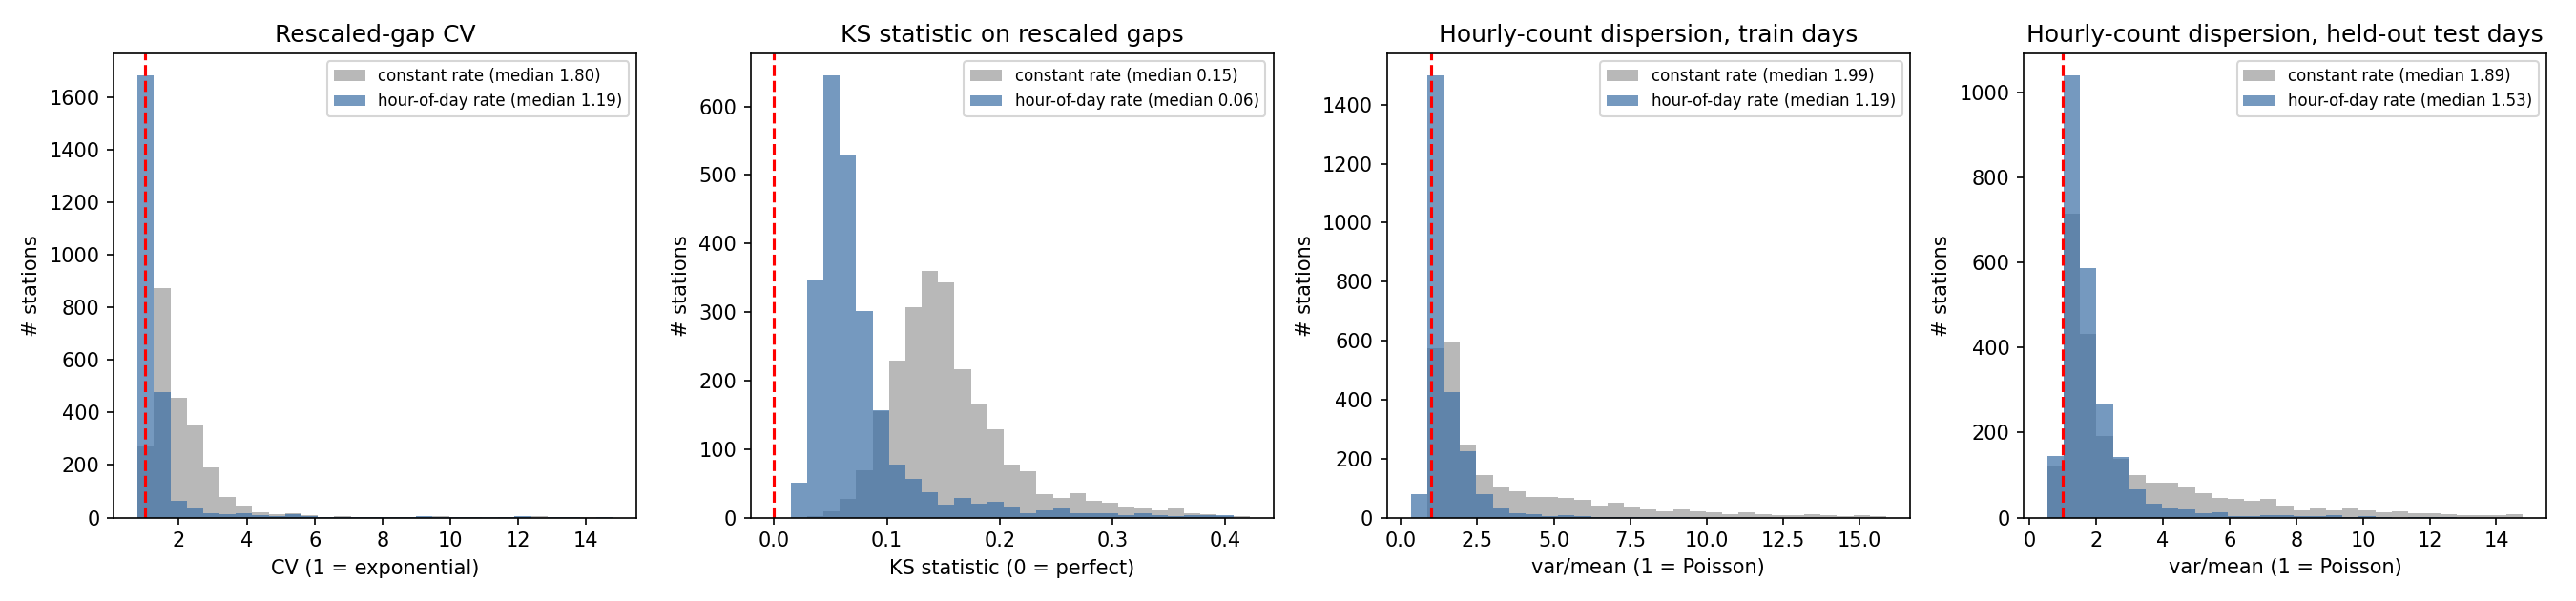 Rescaled-gap CV
1600
1400
1200
1000
800
600
400
200
0
# stations
constant rate (median 1.80)
hour-of-day rate (median 1.19)
2
4
6
8
10
12
14
CV (1 = exponential)
KS statistic on rescaled gaps
600
500
400
300
200
100
0
# stations
constant rate (median 0.15)
hour-of-day rate (median 0.06)
0.0
0.1
0.2
0.3
0.4
KS statistic (0 = perfect)
Hourly-count dispersion, train days
1400
1200
1000
800
600
400
200
0
# stations
constant rate (median 1.99)
hour-of-day rate (median 1.19)
0.0
2.5
5.0
7.5
10.0
12.5
15.0
var/mean (1 = Poisson)
Hourly-count dispersion, held-out test days
1000
800
600
400
200
0
# stations
constant rate (median 1.89)
hour-of-day rate (median 1.53)
0
2
4
6
8
10
12
14
var/mean (1 = Poisson)